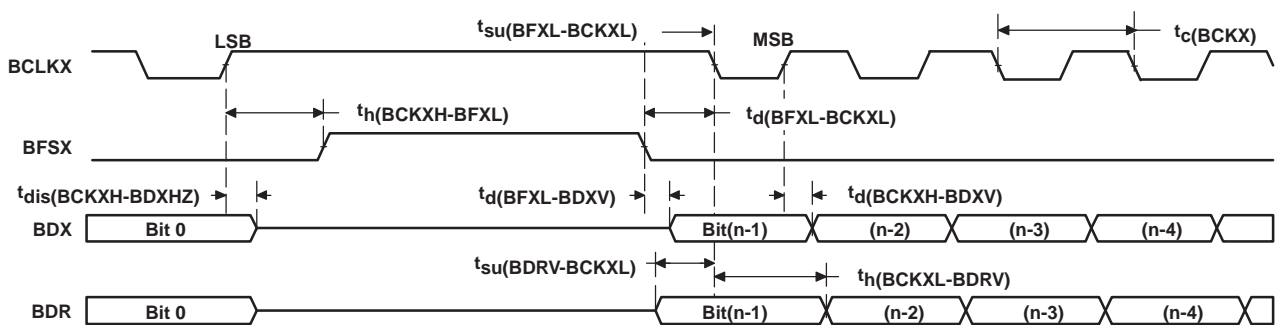 tsu(BFXL-BCKXL)
LSB
MSB
tc(BCKX)
BCLKX
th(BCKXH-BFXL)
td(BFXL-BCKXL)
BFSX
tdis(BCKXH-BDXHZ)
td(BFXL-BDXV)
td(BCKXH-BDXV)
BDX Bit 0 Bit(n-1) (n-2) (n-3) (n-4)
tsu(BDRV-BCKXL)
th(BCKXL-BDRV)
BDR Bit 0 Bit(n-1) (n-2) (n-3) (n-4)